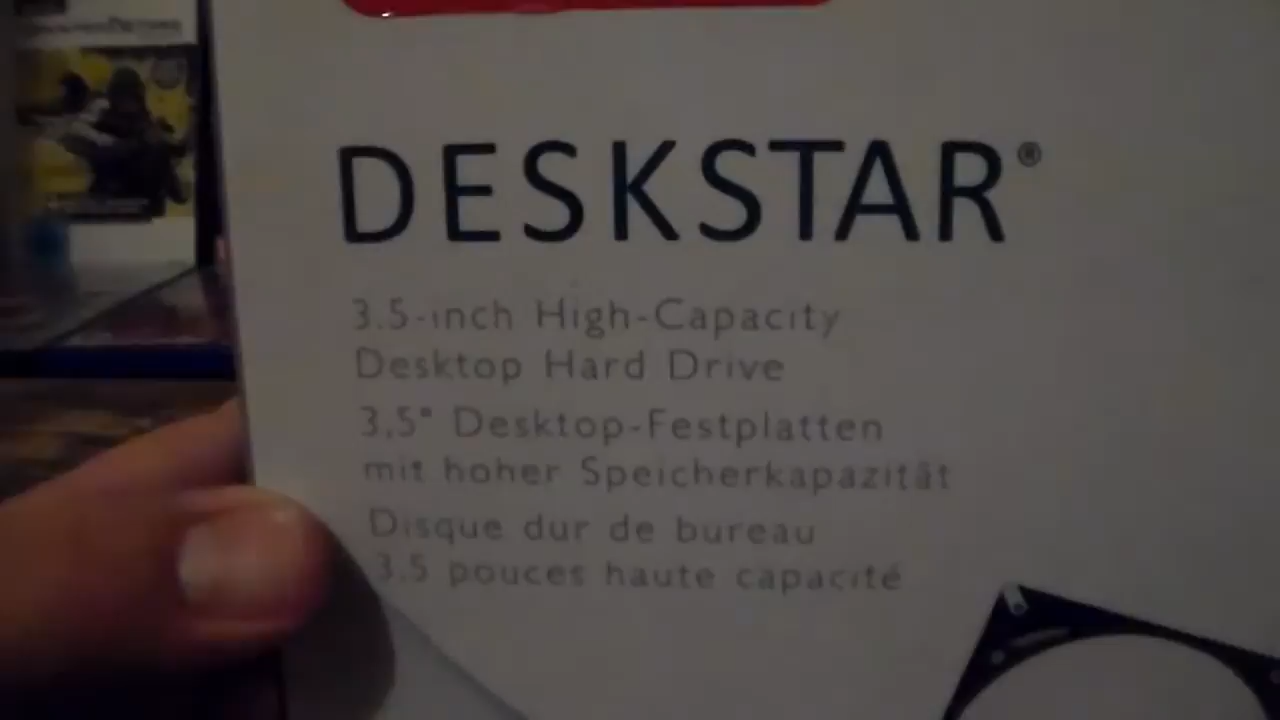 DESKSTAR®
3.5-inch High-Capacity
Desktop Hard Drive
3,5" Desktop-Festplatten
mit hoher Speicherkapazität
Disque dur de bureau
3,5 pouces haute capacité